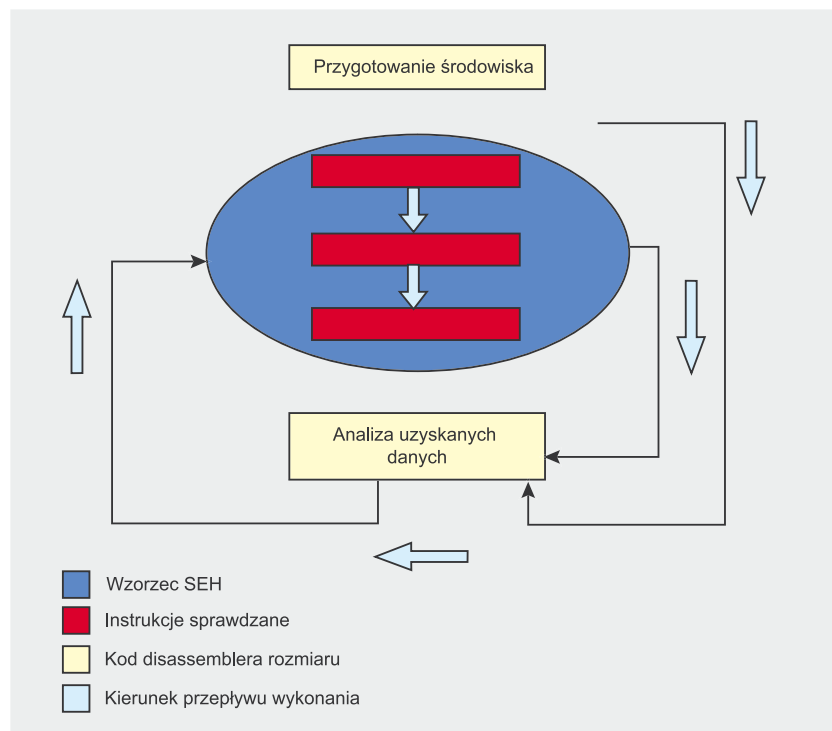 Przygotowanie środowiska
Analiza uzyskanych
danych
Wzorzec SEH
Instrukcje sprawdzane
Kod disassemblera rozmiaru
Kierunek przepływu wykonania